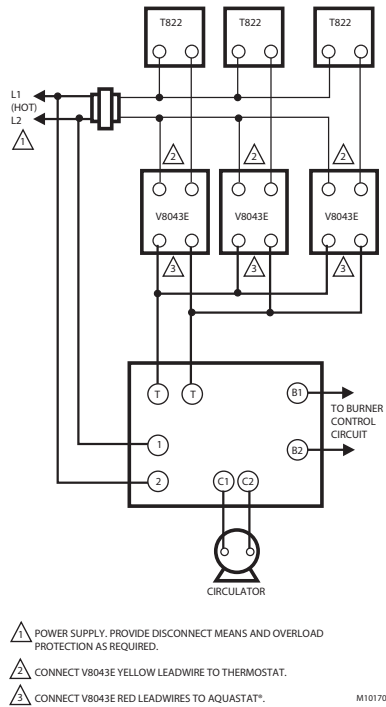 T822 T822 T822
L1
(HOT)
L2
1
2 2 2
V8043E V8043E V8043E
3 3 3
T T B1
TO BURNER
CONTROL
CIRCUIT
1
B2
2 C1 C2
CIRCULATOR
1 POWER SUPPLY. PROVIDE DISCONNECT MEANS AND OVERLOAD
PROTECTION AS REQUIRED.
2 CONNECT V8043E YELLOW LEADWIRE TO THERMOSTAT.
3 CONNECT V8043E RED LEADWIRES TO AQUASTAT®.
M10170